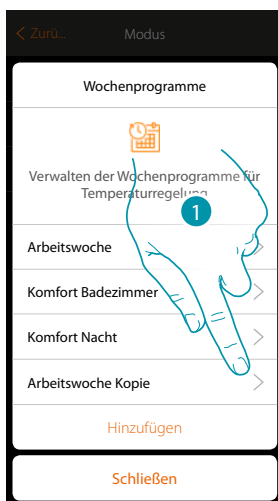 Zurü... Modus
Wochenprogramme
Verwalten der Wochenprogramme für
Temperaturregelung
1
Arbeitswoche
Komfort Badezimmer
Komfort Nacht
Arbeitswoche Kopie
Hinzufügen
Schließen